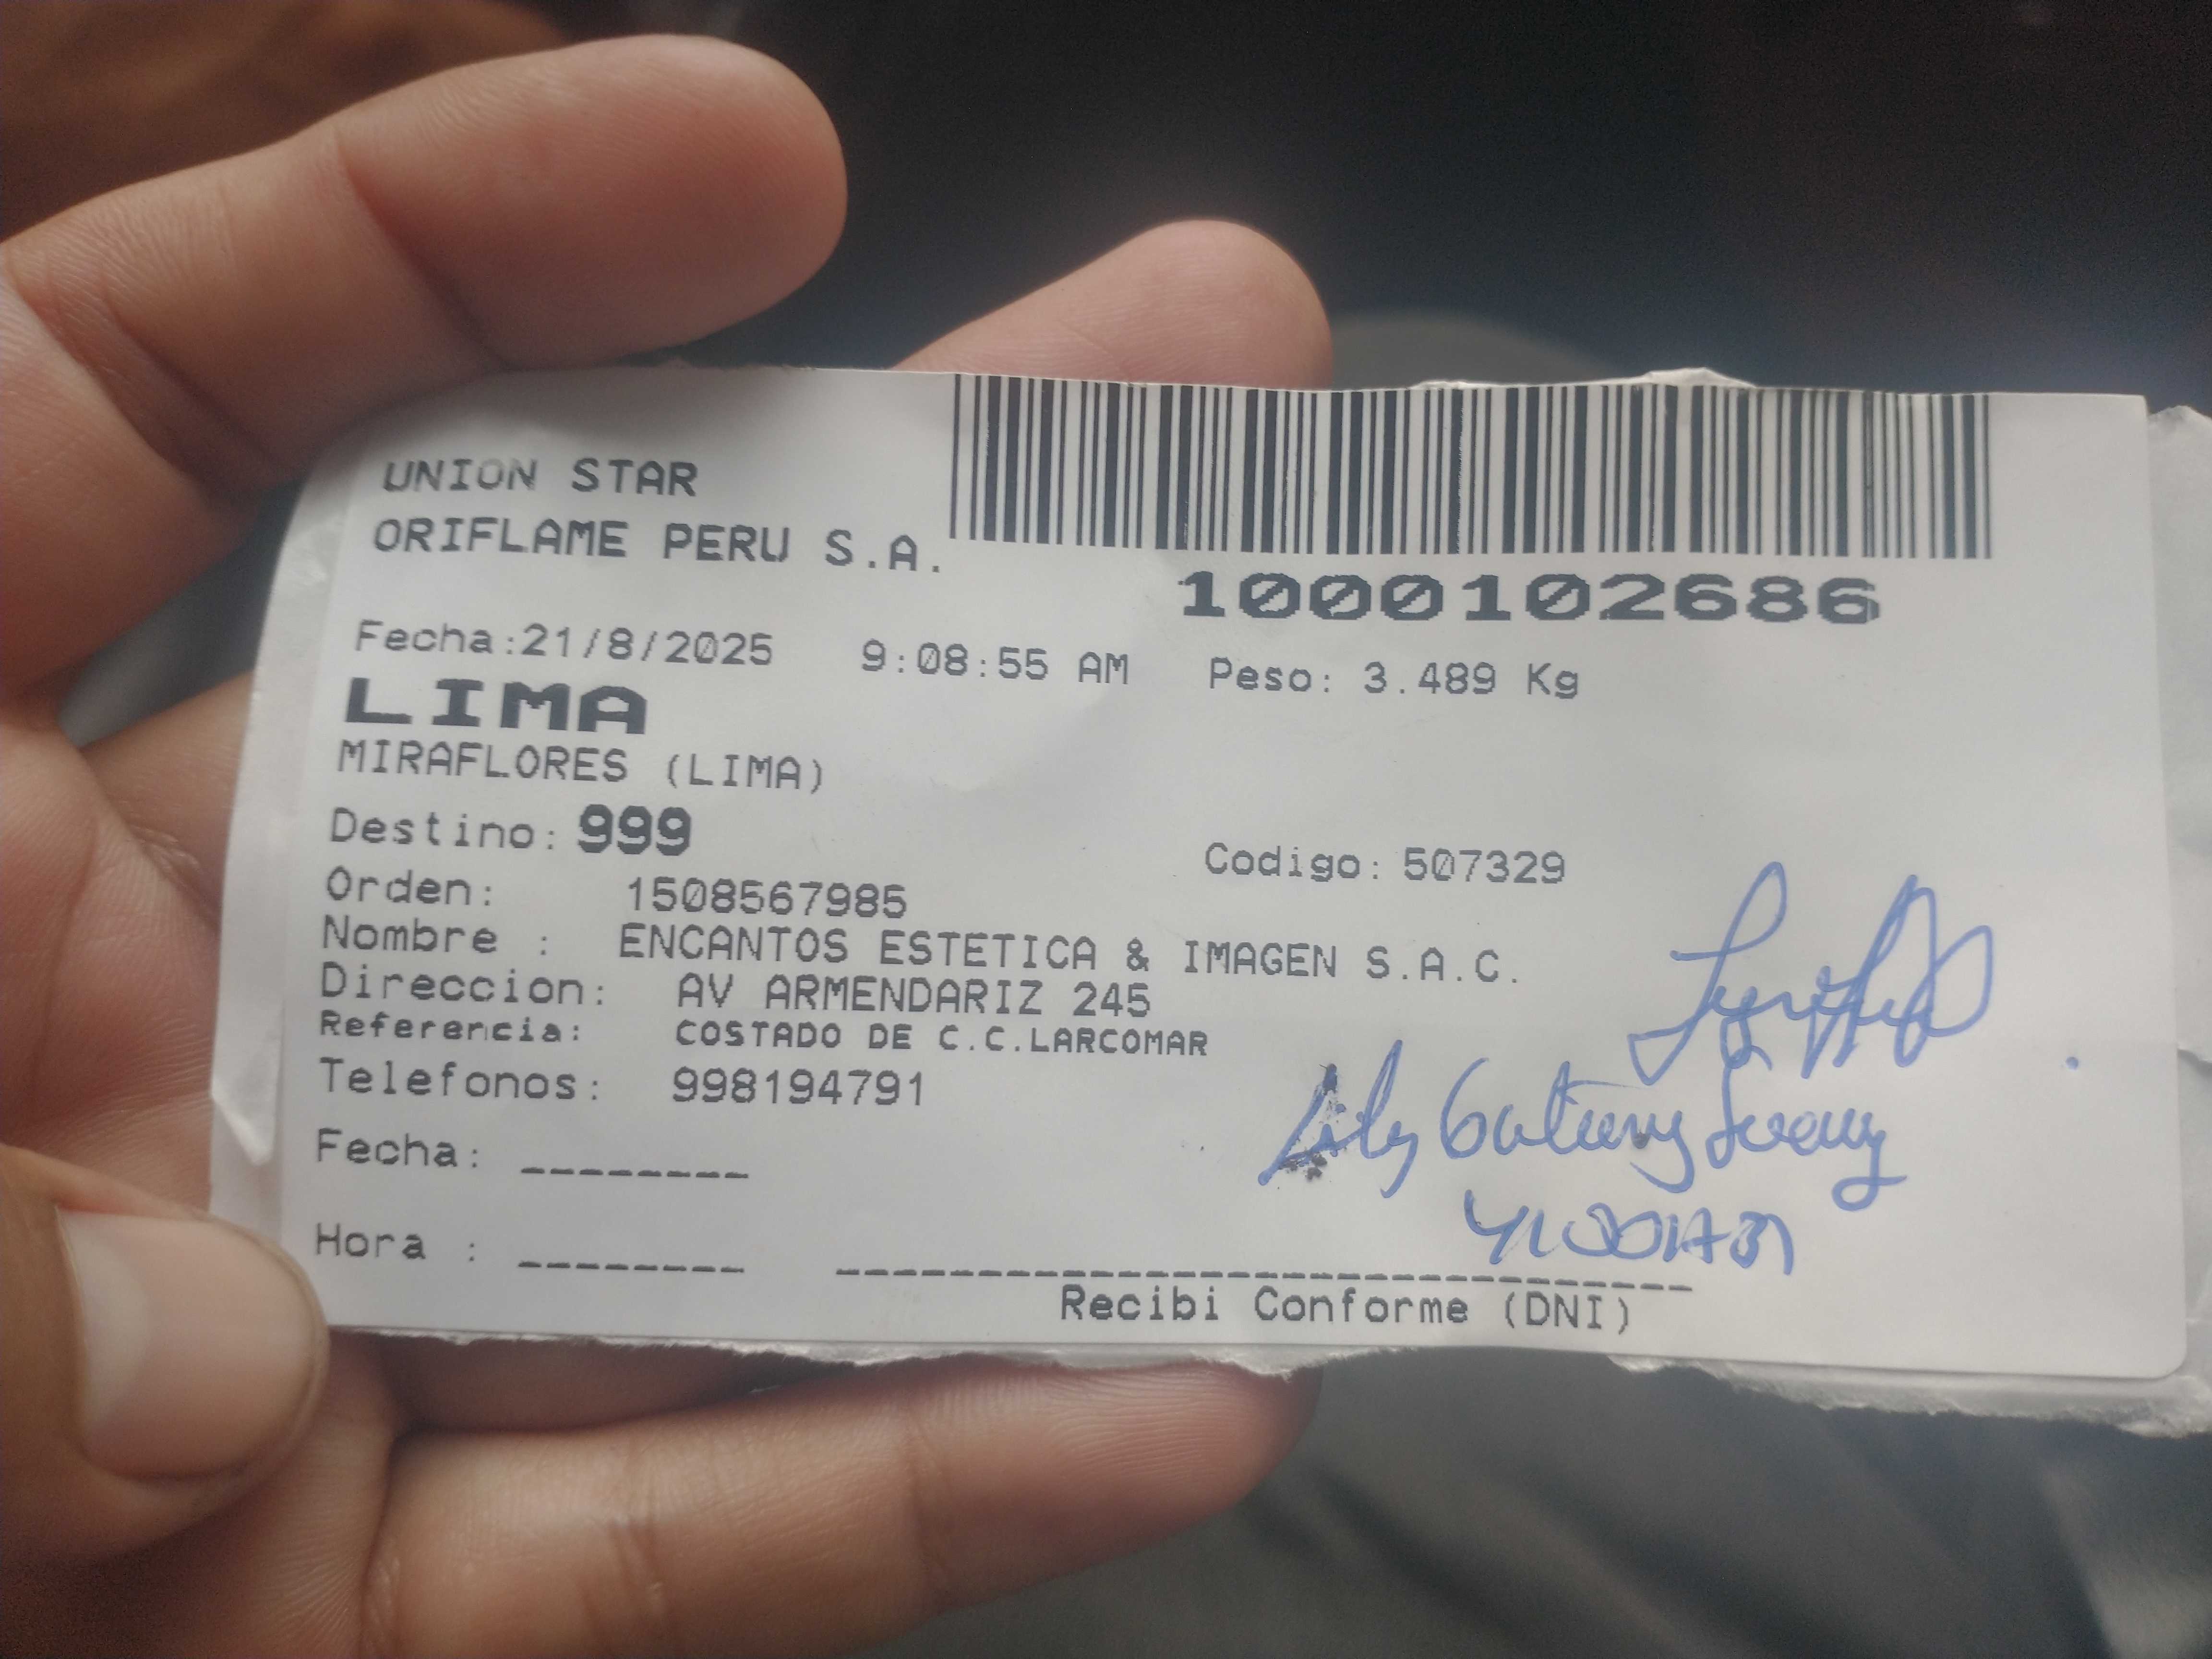 UNION STAR
ORIFLAME PERU S.A.
1000102686
Fecha:21/8/2025 9:08:55 AM Peso: 3.489 Kg
LIMA
MIRAFLORES (LIMA)
Destino: 999
Codigo: 507329
Orden: 1508567985
Nombre : ENCANTOS ESTETICA & IMAGEN S.A.C.
Direccion: AV ARMENDARIZ 245
Referencia: COSTADO DE C.C.LARCOMAR
Telefonos: 998194791
Lily
Fecha: --------
Hora : --------
Recibi Conforme (DNI)